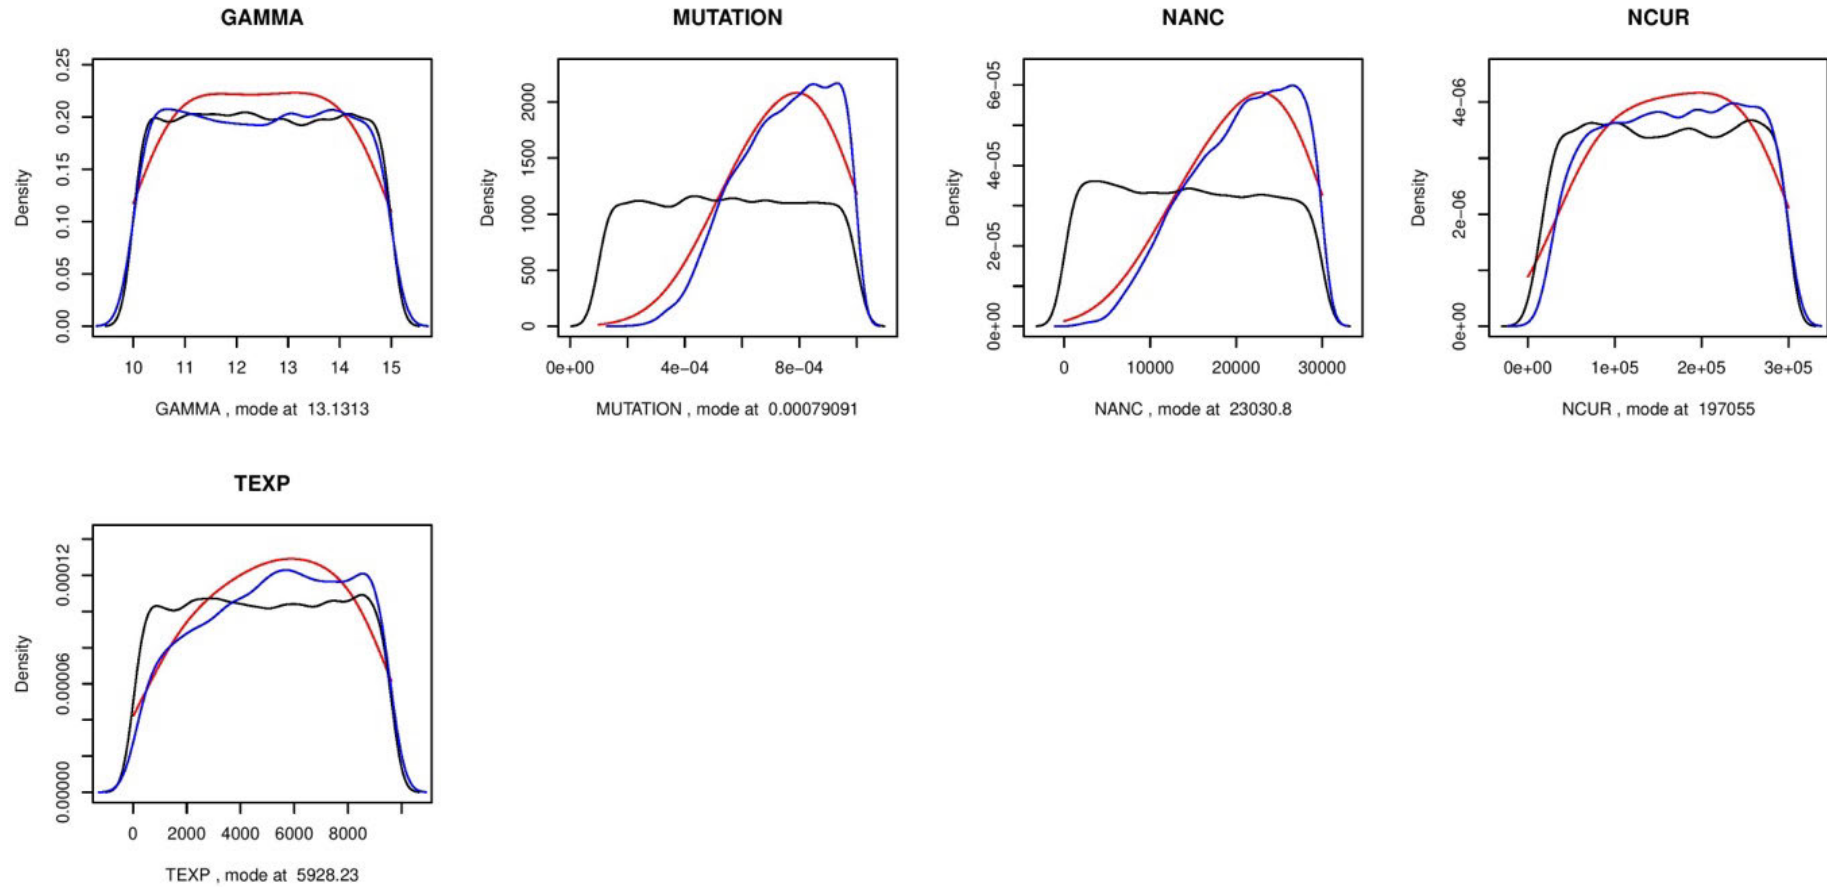 GAMMA
Density
0.00 0.05 0.10 0.15 0.20 0.25
10 11 12 13 14 15
GAMMA , mode at 13.1313
MUTATION
Density
0 500 1000 1500 2000
0e+00 4e−04 8e−04
MUTATION , mode at 0.00079091
NANC
Density
0e+00 2e−05 4e−05 6e−05
0 10000 20000 30000
NANC , mode at 23030.8
NCUR
Density
0e+00 2e−06 4e−06
0e+00 1e+05 2e+05 3e+05
NCUR , mode at 197055
TEXP
Density
0.00000 0.00006 0.00012
0 2000 4000 6000 8000
TEXP , mode at 5928.23